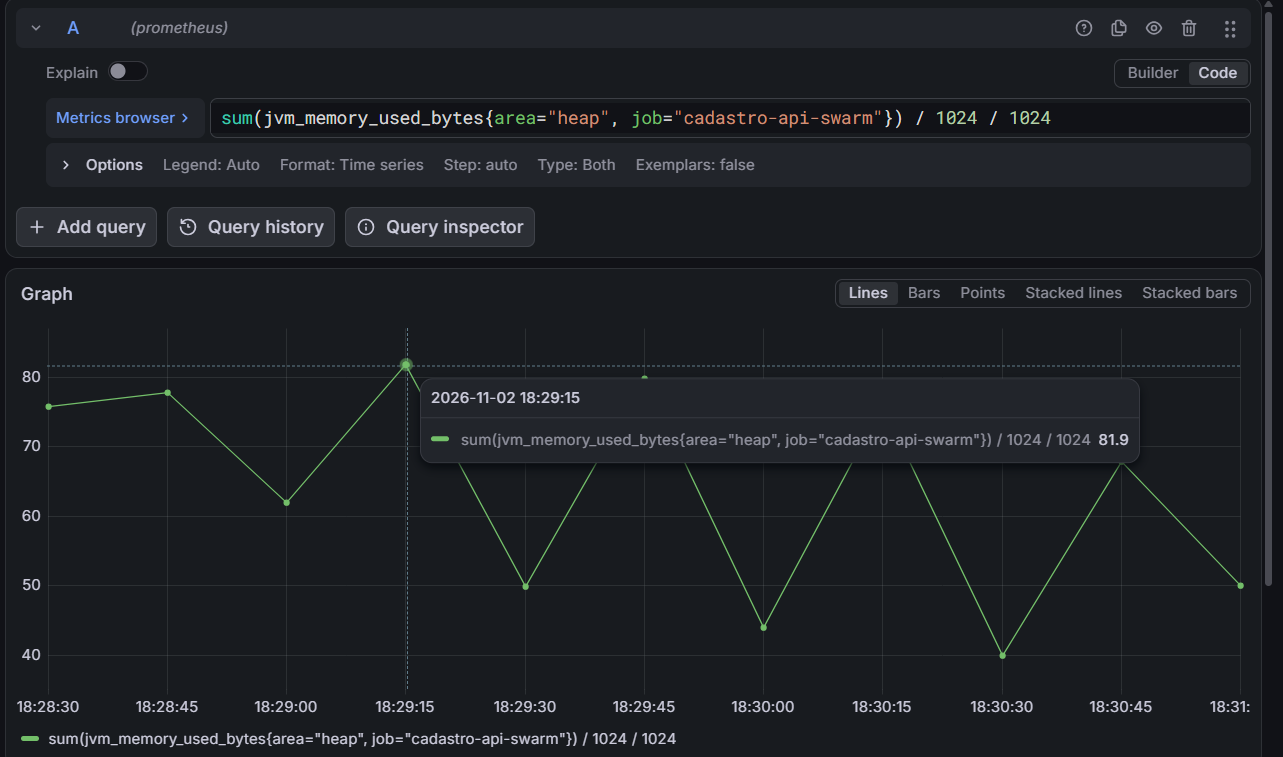 A (prometheus)
Explain Builder Code
Metrics browser > sum(jvm_memory_used_bytes{area="heap", job="cadastro-api-swarm"}) / 1024 / 1024
> Options Legend: Auto Format: Time series Step: auto Type: Both Exemplars: false
+ Add query Query history Query inspector
Graph Lines Bars Points Stacked lines Stacked bars
80
2026-11-02 18:29:15
sum(jvm_memory_used_bytes{area="heap", job="cadastro-api-swarm"}) / 1024 / 1024 81.9
70
60
50
40
18:28:30 18:28:45 18:29:00 18:29:15 18:29:30 18:29:45 18:30:00 18:30:15 18:30:30 18:30:45 18:31:
sum(jvm_memory_used_bytes{area="heap", job="cadastro-api-swarm"}) / 1024 / 1024